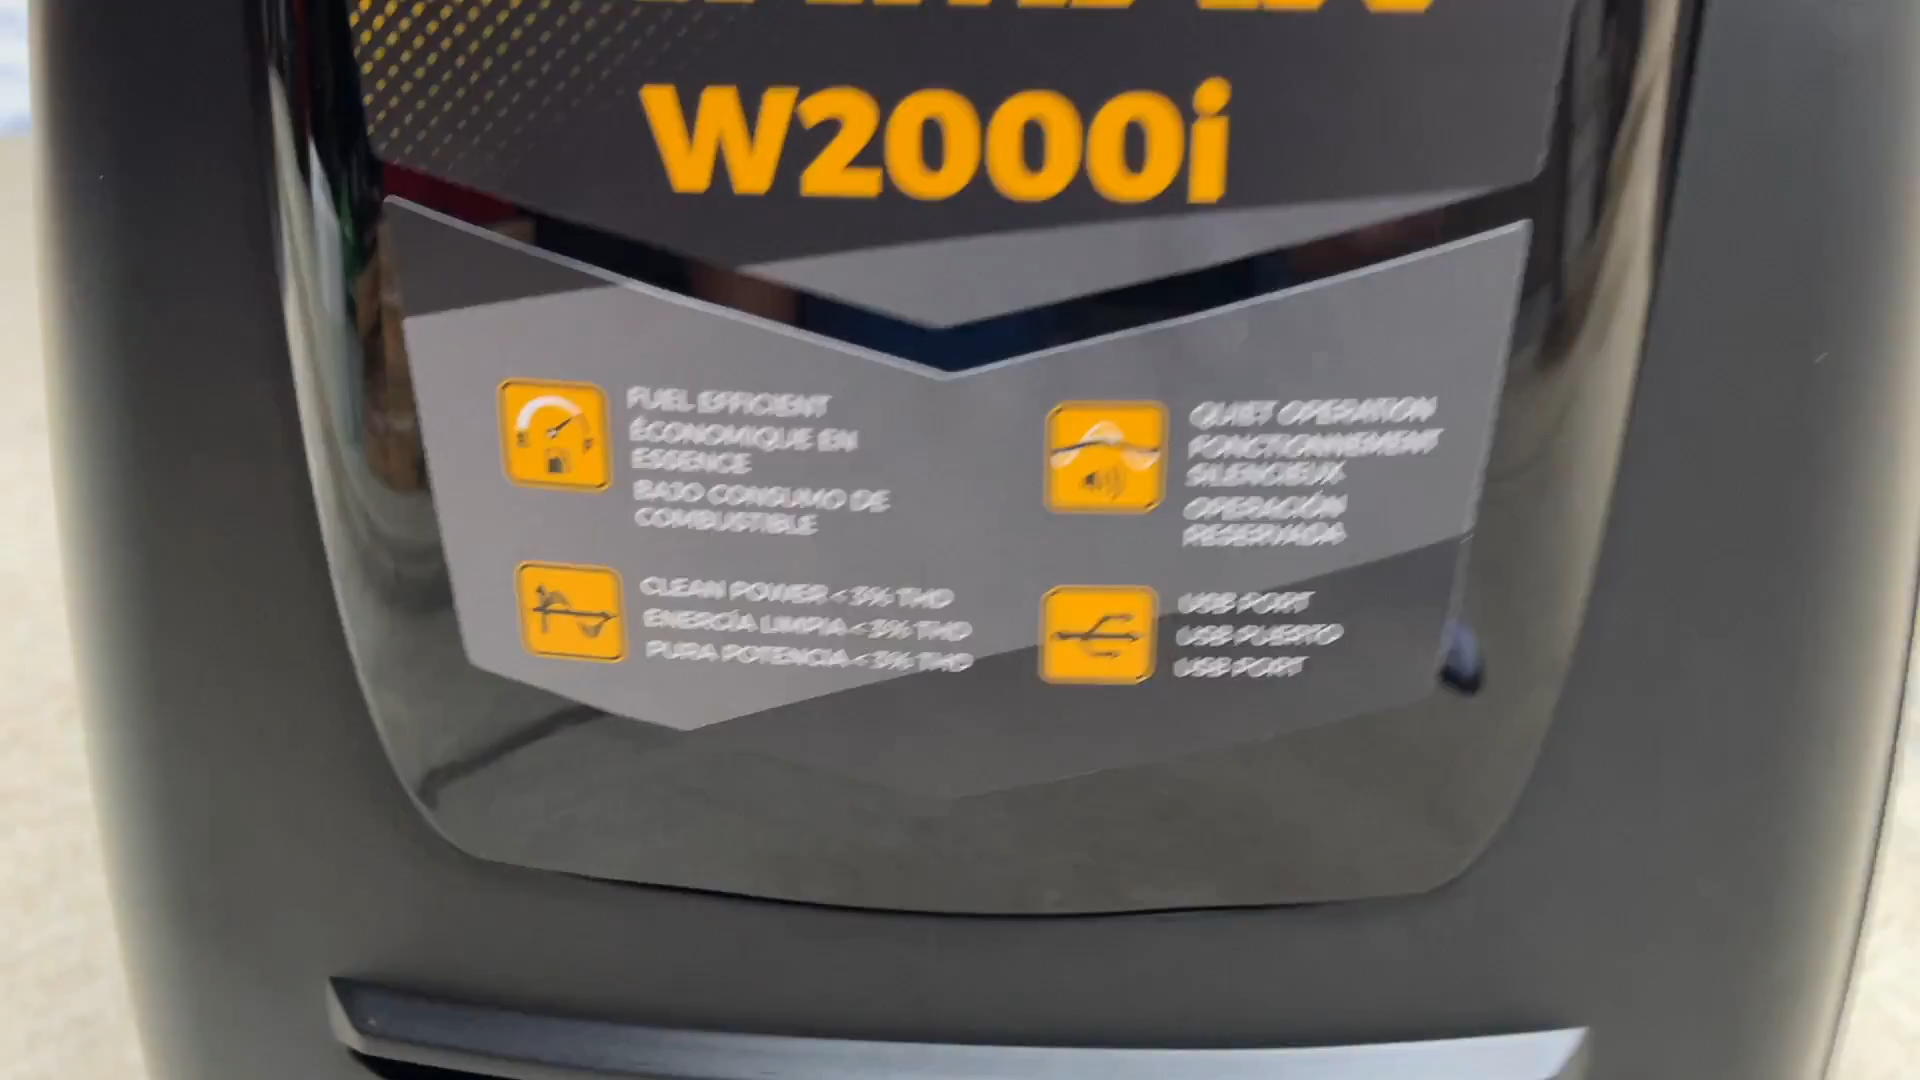 W2000i
FUEL EFFICIENT
ÉCONOMIQUE EN
ESSENCE
BAJO CONSUMO DE
COMBUSTIBLE
QUIET OPERATION
FONCTIONNEMENT
SILENCIEUX
OPERACIÓN
RESERVADA
CLEAN POWER <3% THD
ENERGÍA LIMPIA <3% THD
PURA POTENCIA <3% THD
USB PORT
USB PUERTO
USB PORT